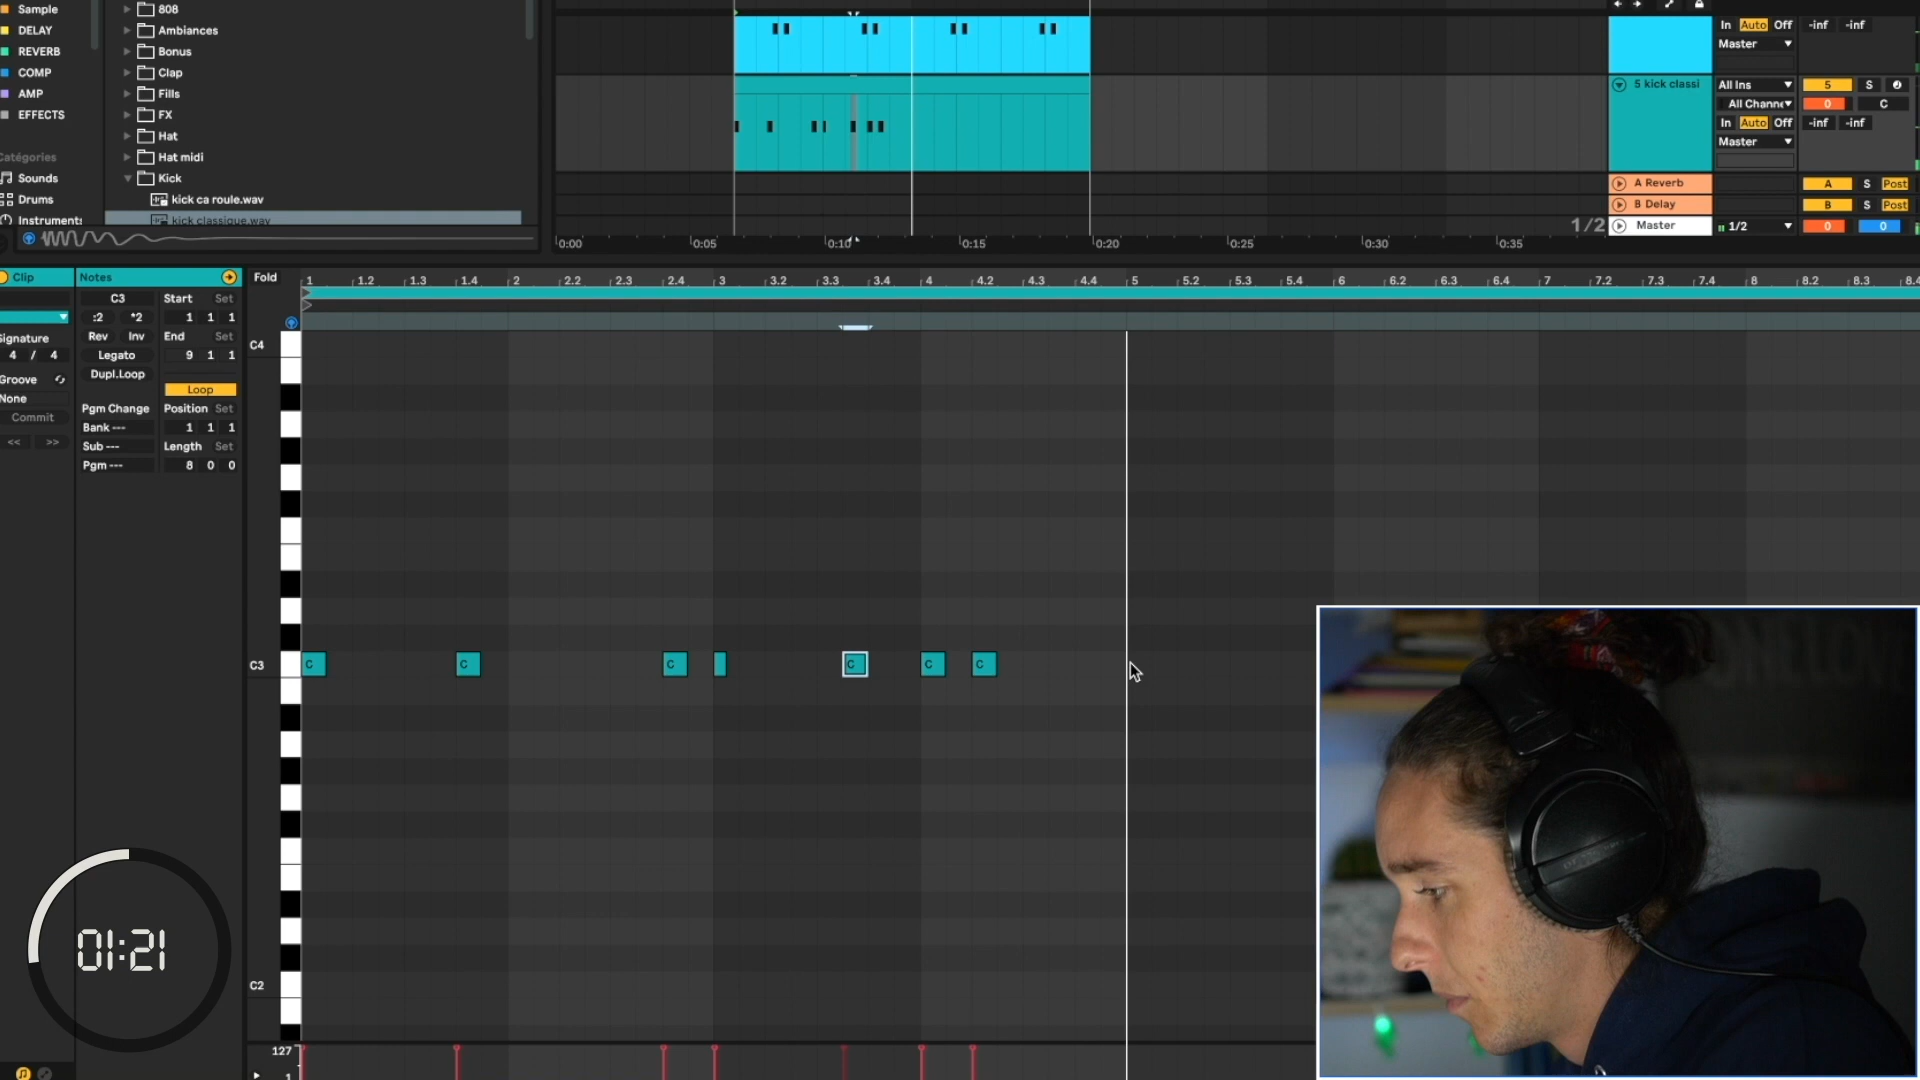 Sample
DELAY
REVERB
COMP
AMP
EFFECTS
Catégories
Sounds
Drums
Instruments
808
Ambiances
Bonus
Clap
Fills
FX
Hat
Hat midi
Kick
kick ca roule.wav
kick classique.wav
0:00 0:05 0:10 0:15 0:20 0:25 0:30 0:35
1/2
5 kick classi
A Reverb
B Delay
Master
In Auto Off
Master
All Ins
All Channe
In Auto Off
Master
1/2
-inf -inf
5 S
0 C
-inf -inf
A S Post
B S Post
0 0
Clip
Signature
4 / 4
Groove
None
Commit
<< >>
Notes
C3
:2 *2
Rev Inv
Legato
Dupl.Loop
Pgm Change
Bank ---
Sub ---
Pgm ---
Start Set
1 1 1
End Set
9 1 1
Loop
Position Set
1 1 1
Length Set
8 0 0
Fold
1 1.2 1.3 1.4 2 2.2 2.3 2.4 3 3.2 3.3 3.4 4 4.2 4.3 4.4 5 5.2 5.3 5.4 6 6.2 6.3 6.4 7 7.2 7.3 7.4 8 8.2 8.3 8.4
C4
C3
C C C C C C
C2
127
1
01:21